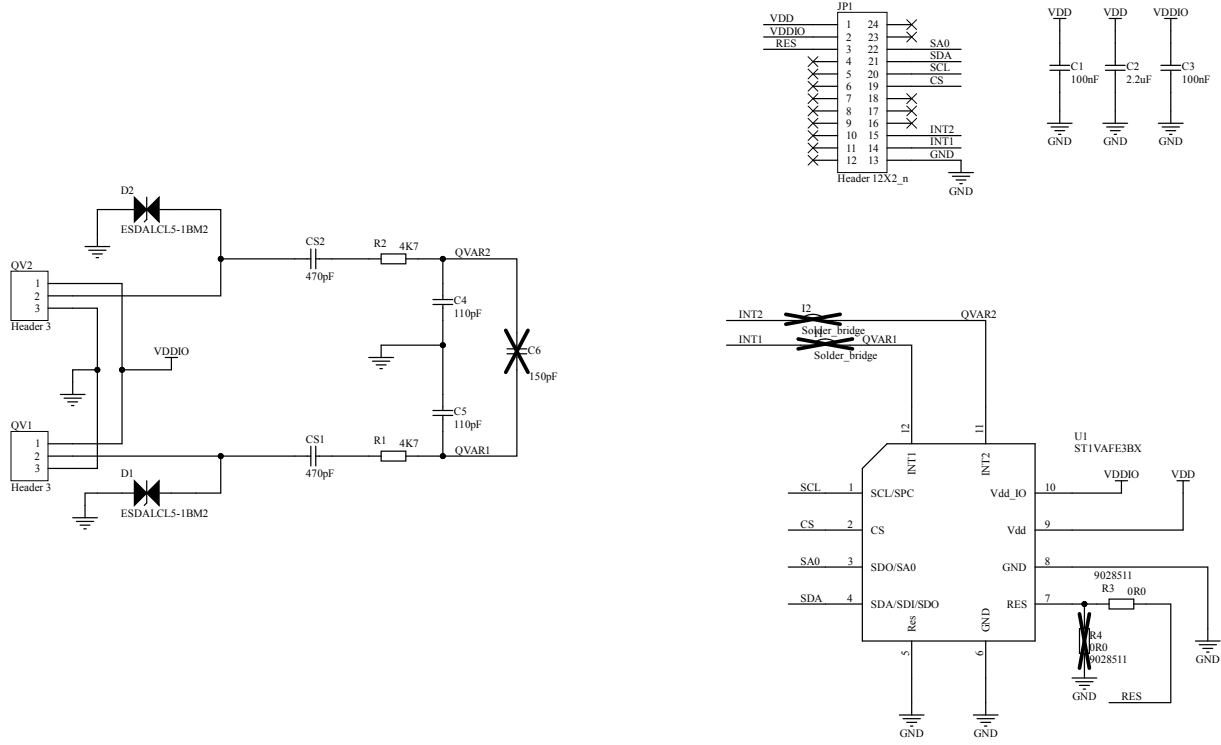 JP1
VDD 1 24
VDDIO 2 23
RES 3 22 SA0
4 21 SDA
5 20 SCL
6 19 CS
7 18
8 17
9 16
10 15 INT2
11 14 INT1
12 13 GND
Header 12X2_n
GND
VDD VDD VDDIO
C1 C2 C3
100nF 2.2uF 100nF
GND GND GND
D2
ESDALCL5-1BM2
QV2
1
2
3
Header 3
CS2
470pF
R2 4K7
QVAR2
C4
110pF
VDDIO
C6
150pF
C5
110pF
QV1
1
2
3
Header 3
CS1
470pF
R1 4K7
QVAR1
D1
ESDALCL5-1BM2
INT2 I2 QVAR2
Solder_bridge
INT1 QVAR1
Solder_bridge
12 11
INT1 INT2
U1
ST1VAFE3BX
SCL 1 SCL/SPC
CS 2 CS
SA0 3 SDO/SA0
SDA 4 SDA/SDI/SDO
Vdd_IO 10 VDDIO
VDD
Vdd 9
GND 8
RES 7
9028511
R3 0R0
R4
0R0
9028511
GND
GND
RES
Res GND
5 6
GND GND